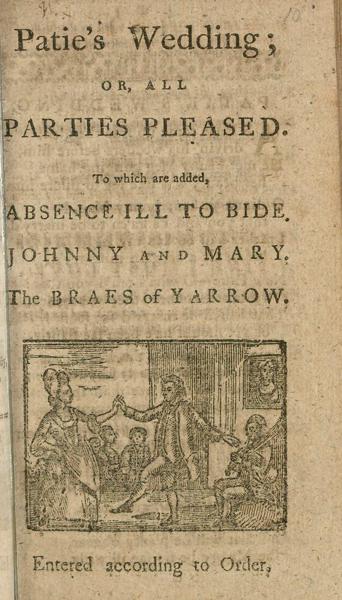 Patie's Wedding;
OR, ALL
PARTIES PLEASED.
To which are added,
ABSENCE ILL TO BIDE.
JOHNNY AND MARY.
The BRAES of YARROW.
Entered according to Order,